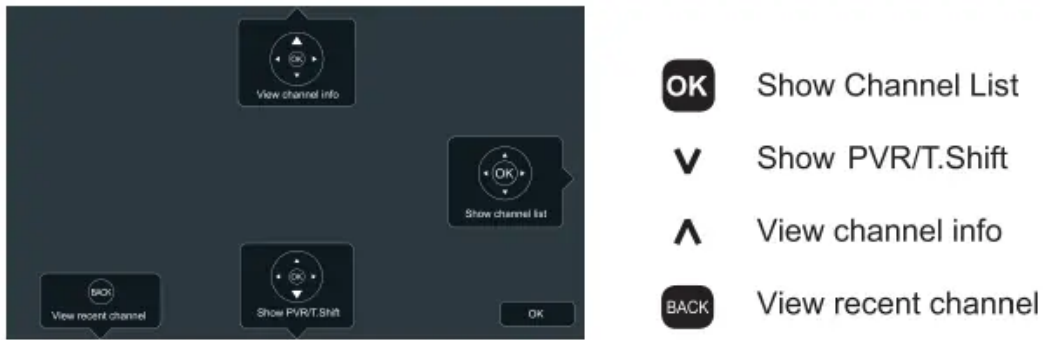 OK
View channel info
OK
Show channel list
BACK
View recent channel
OK
Show PVR/T.Shift
OK
OK Show Channel List
Show PVR/T.Shift
View channel info
BACK View recent channel